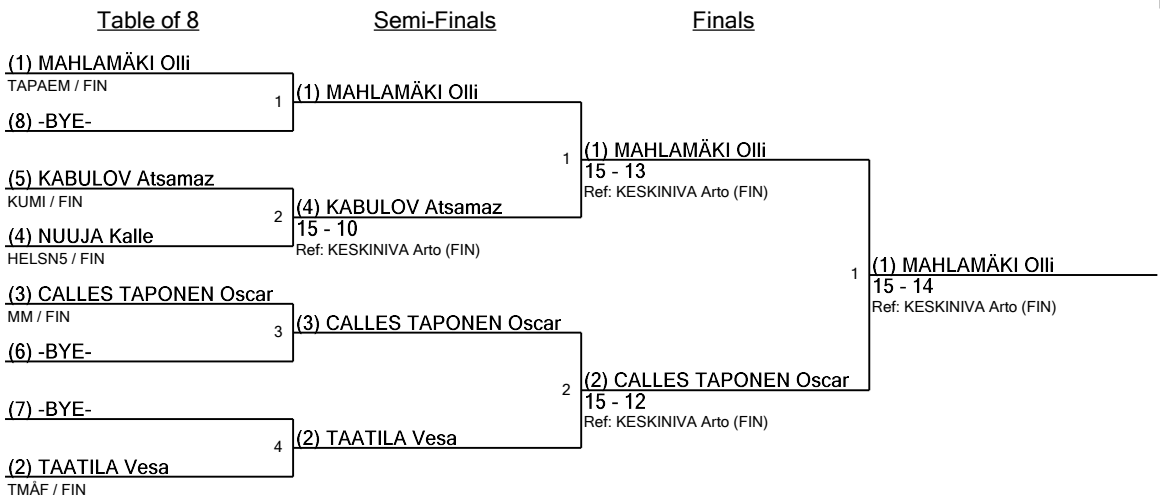 Table of 8
Semi-Finals
Finals
(1) MAHLAMÄKI Olli
TAPAEM / FIN
1
(8) -BYE-
(5) KABULOV Atsamaz
KUMI / FIN
2
(4) NUUJA Kalle
HELSN5 / FIN
(3) CALLES TAPONEN Oscar
MM / FIN
3
(6) -BYE-
(7) -BYE-
4
(2) TAATILA Vesa
TMÅF / FIN
(1) MAHLAMÄKI Olli
1
(4) KABULOV Atsamaz
15 - 10
Ref: KESKINIVA Arto (FIN)
(3) CALLES TAPONEN Oscar
2
(2) TAATILA Vesa
(1) MAHLAMÄKI Olli
15 - 13
Ref: KESKINIVA Arto (FIN)
1
(2) CALLES TAPONEN Oscar
15 - 12
Ref: KESKINIVA Arto (FIN)
(1) MAHLAMÄKI Olli
15 - 14
Ref: KESKINIVA Arto (FIN)